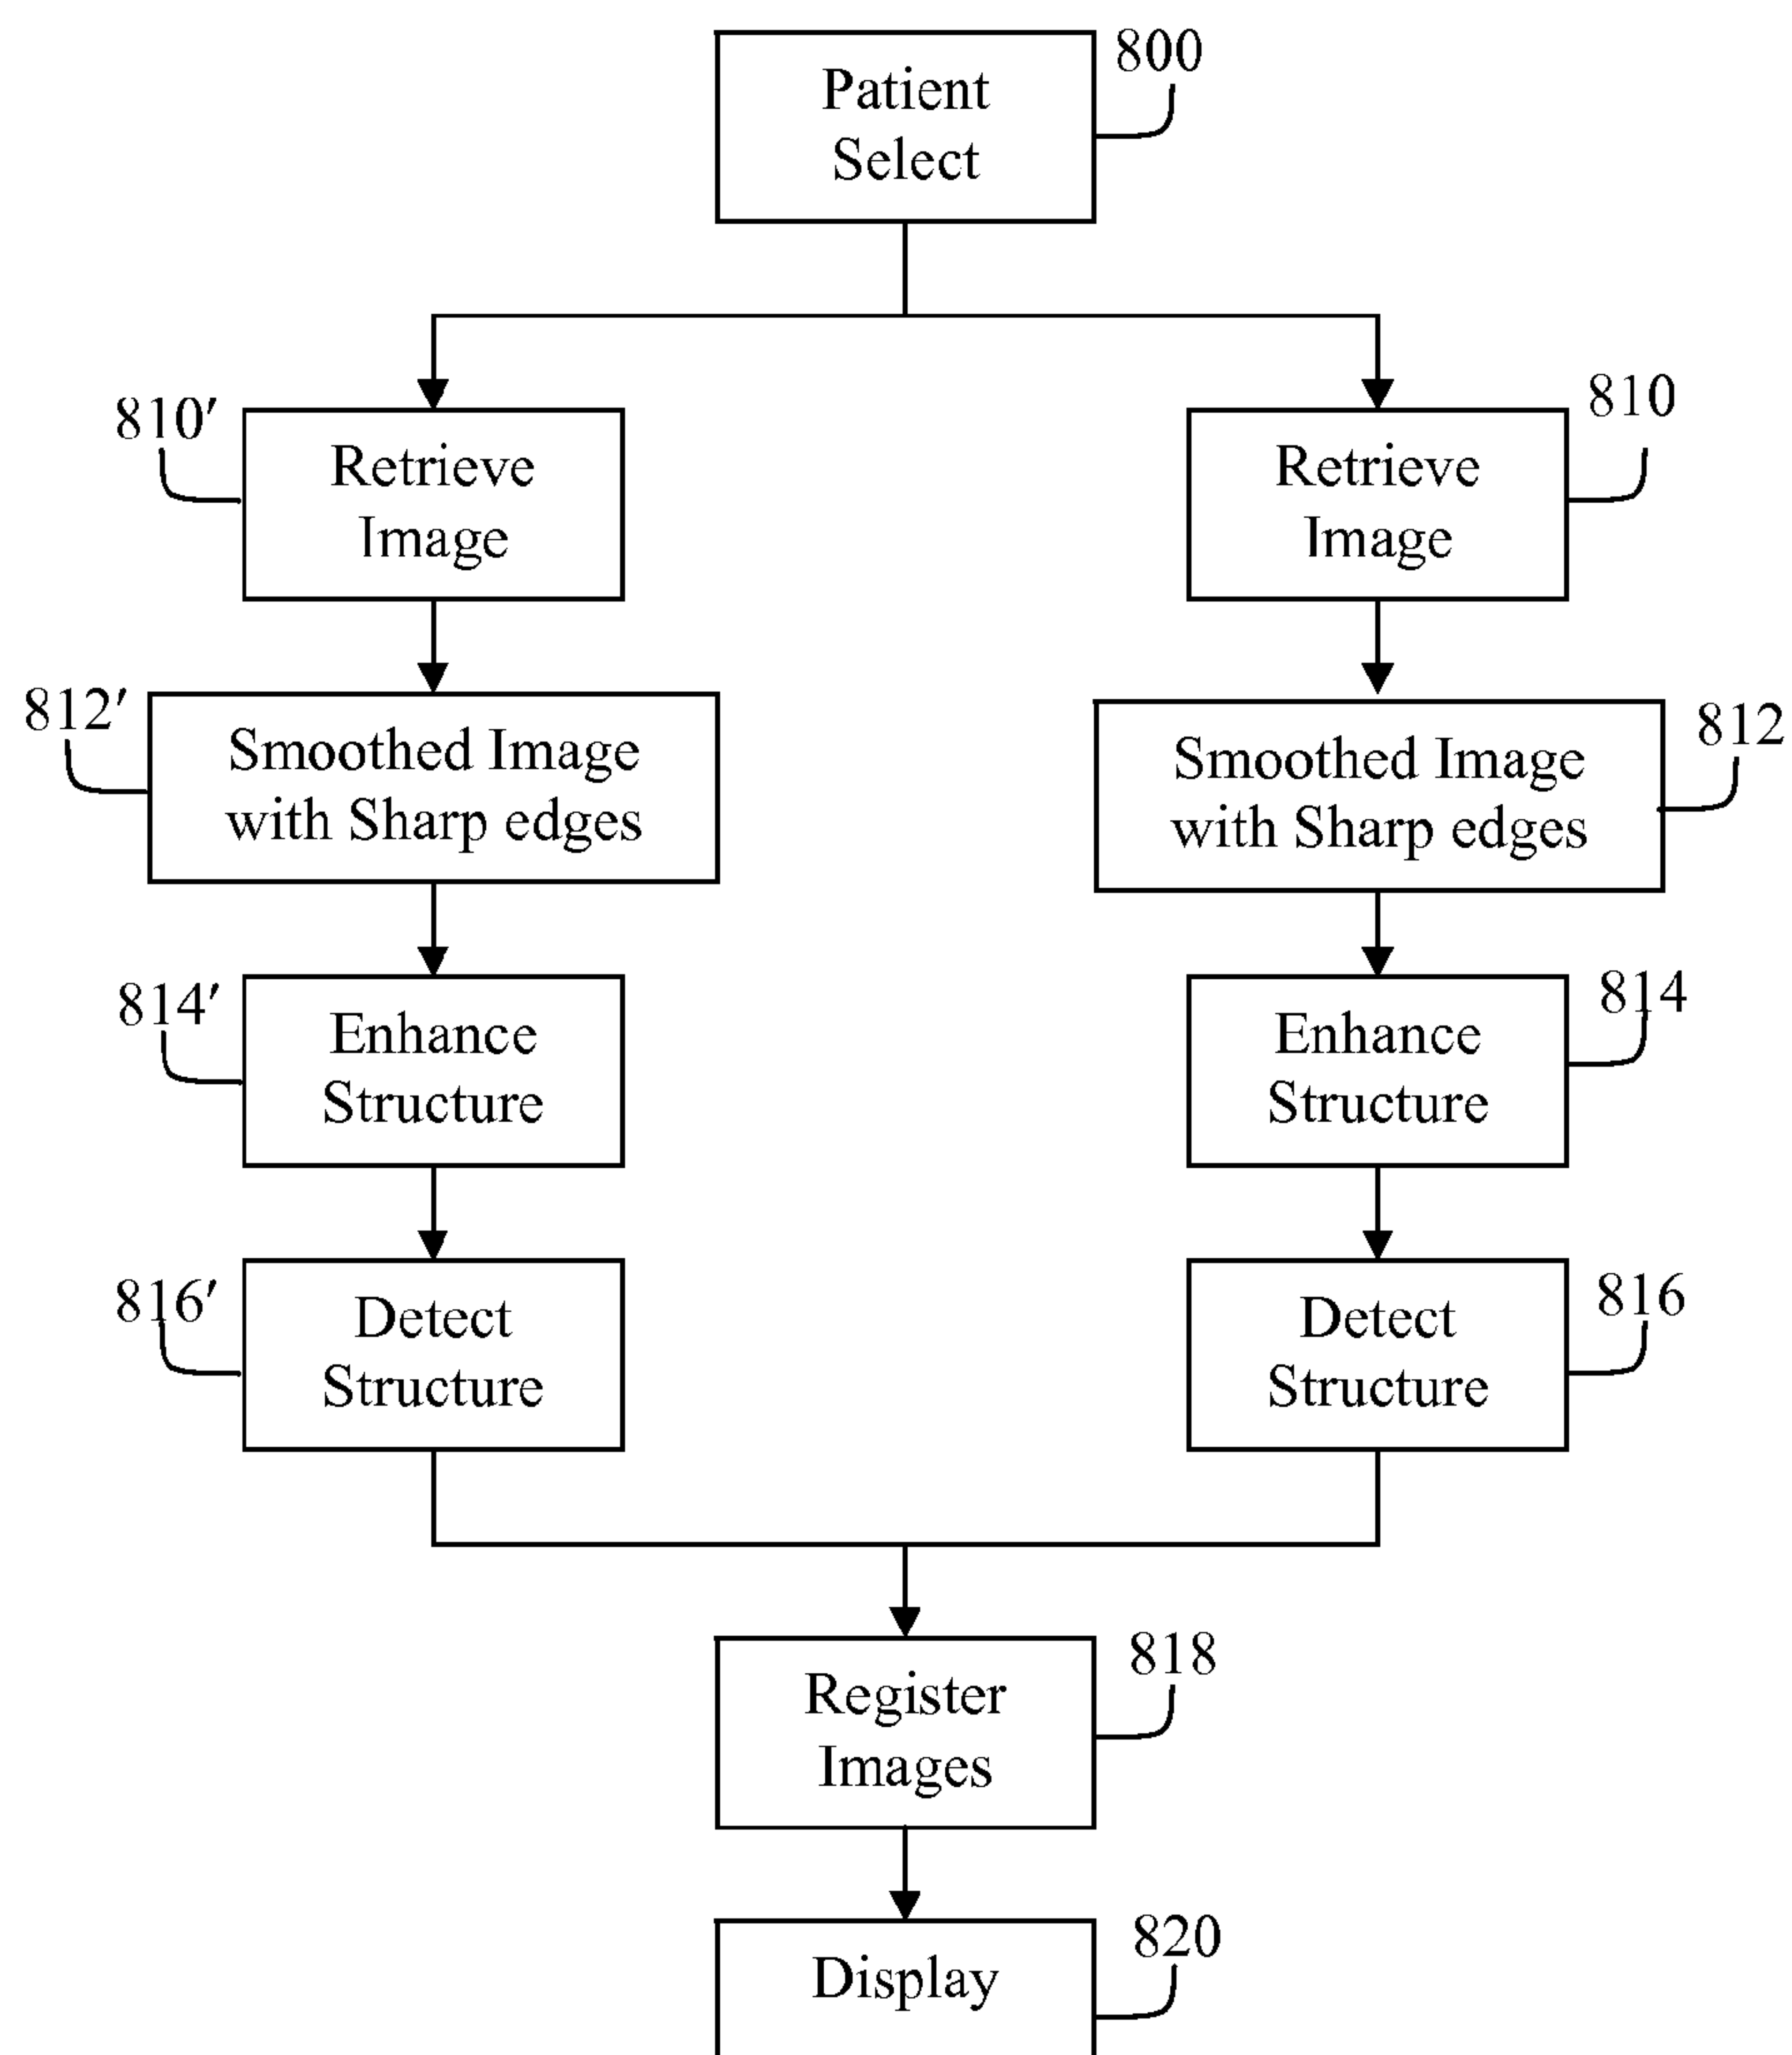 Patient
Select
800
810′
Retrieve
Image
Retrieve
Image
810
812′
Smoothed Image
with Sharp edges
Smoothed Image
with Sharp edges
812
814′
Enhance
Structure
Enhance
Structure
814
816′
Detect
Structure
Detect
Structure
816
Register
Images
818
Display
820